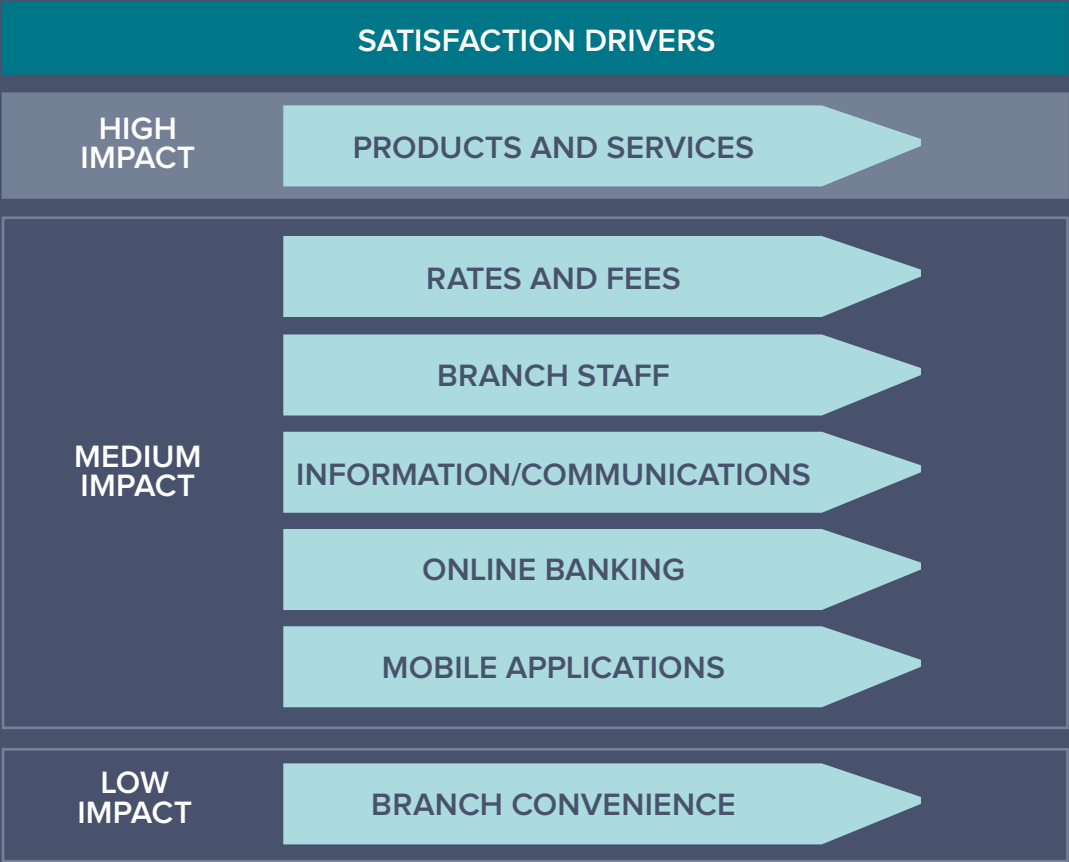 SATISFACTION DRIVERS
HIGH
IMPACT
PRODUCTS AND SERVICES
MEDIUM
IMPACT
RATES AND FEES
BRANCH STAFF
INFORMATION/COMMUNICATIONS
ONLINE BANKING
MOBILE APPLICATIONS
LOW
IMPACT
BRANCH CONVENIENCE